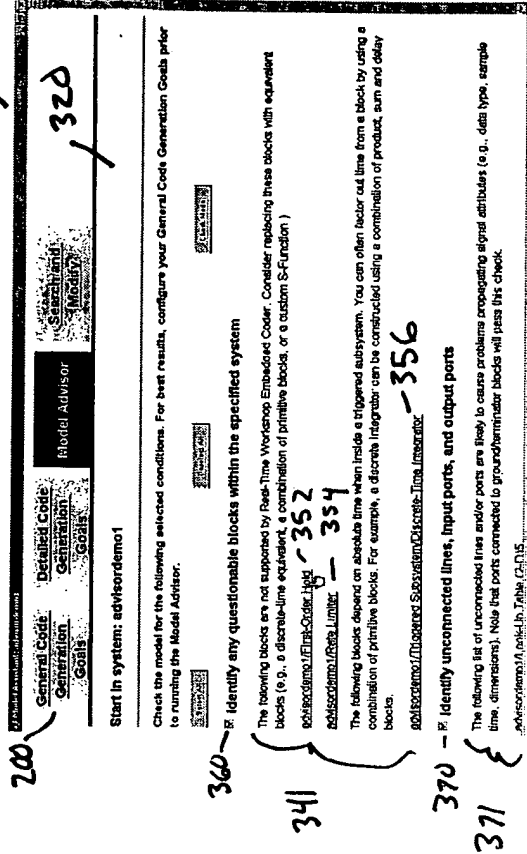 200
General Code Generation Goals
Detailed Code Generation Goals
Model Advisor
Search and Modify
320
Start in system: advisordemo1
Check the model for the following selected conditions. For best results, configure your General Code Generation Goals prior
to running the Model Advisor.
360
Identify any questionable blocks within the specified system
The following blocks are not supported by Real-Time Workshop Embedded Coder. Consider replacing these blocks with equivalent
blocks (e.g., a discrete-time equivalent, a combination of primitive blocks, or a custom S-Function )
341
advisordemo1/First-Order Hold 352
advisordemo1/Rate Limiter 354
The following blocks depend on absolute time when inside a triggered subsystem. You can often factor out time from a block by using a
combination of primitive blocks. For example, a discrete integrator can be constructed using a combination of product, sum and delay
blocks.
advisordemo1/Triggered Subsystem/Discrete-Time Integrator 356
370
Identify unconnected lines, input ports, and output ports
371
The following list of unconnected lines and/or ports are likely to cause problems propagating signal attributes (e.g., data type, sample
time, dimensions). Note that ports connected to ground/terminator blocks will pass this check.
advisordemo1/Look-Up Table (2-D)5